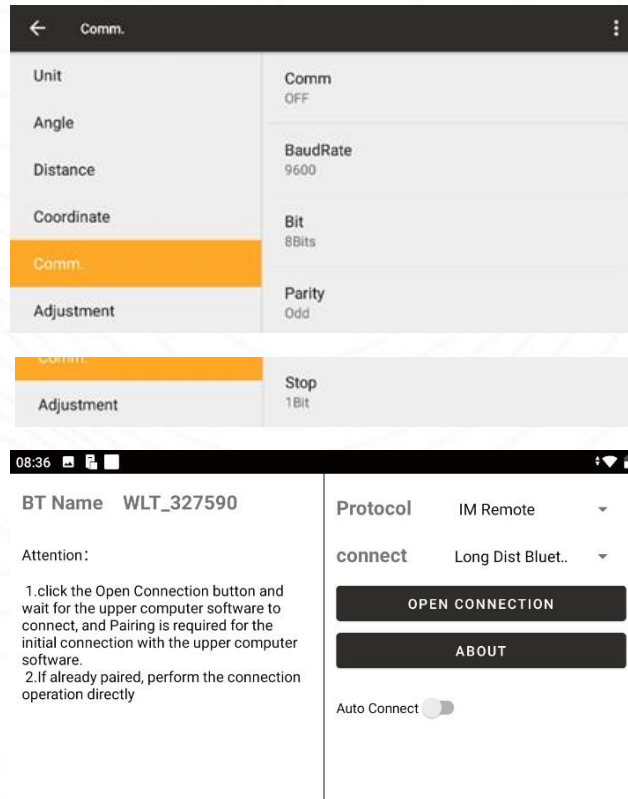 Comm.
Unit
Angle
Distance
Coordinate
Comm.
Adjustment
Comm
OFF
BaudRate
9600
Bit
8Bits
Parity
Odd
Comm.
Adjustment
Stop
1Bit
08:36
BT Name WLT_327590
Attention:
1.click the Open Connection button and
wait for the upper computer software to
connect, and Pairing is required for the
initial connection with the upper computer
software.
2.If already paired, perform the connection
operation directly
Protocol IM Remote
connect Long Dist Bluet..
OPEN CONNECTION
ABOUT
Auto Connect